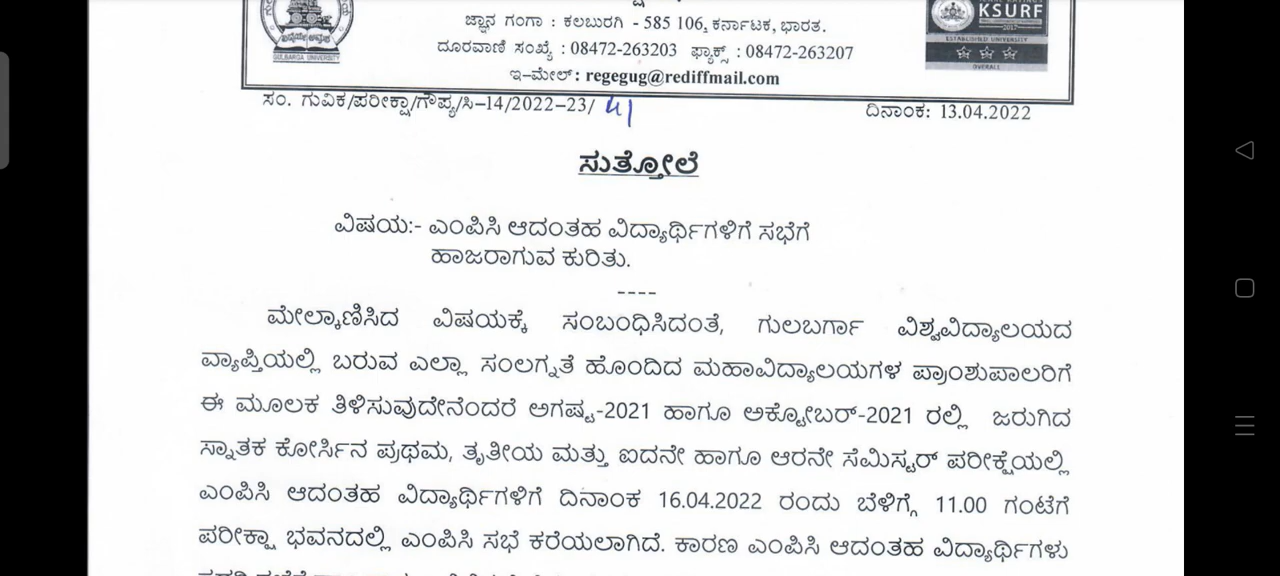 ಜ್ಞಾನ ಗಂಗಾ : ಕಲಬುರಗಿ - 585 106, ಕರ್ನಾಟಕ, ಭಾರತ.
ದೂರವಾಣಿ ಸಂಖ್ಯೆ : 08472-263203 ಫ್ಯಾಕ್ಸ್ : 08472-263207
ಇ-ಮೇಲ್ : regegug@rediffmail.com
GULBARGA UNIVERSITY
KSURF
ESTABLISHED UNIVERSITY
OVERALL
ಸಂ. ಗುವಿಕ/ಪರೀಕ್ಷಾ/ಗೌಪ್ಯ/ಸಿ-14/2022-23/ 41
ದಿನಾಂಕ: 13.04.2022
ಸುತ್ತೋಲೆ
ವಿಷಯ:- ಎಂಪಿಸಿ ಆದಂತಹ ವಿದ್ಯಾರ್ಥಿಗಳಿಗೆ ಸಭೆಗೆ
ಹಾಜರಾಗುವ ಕುರಿತು.
----
ಮೇಲ್ಕಾಣಿಸಿದ ವಿಷಯಕ್ಕೆ ಸಂಬಂಧಿಸಿದಂತೆ, ಗುಲಬರ್ಗಾ ವಿಶ್ವವಿದ್ಯಾಲಯದ
ವ್ಯಾಪ್ತಿಯಲ್ಲಿ ಬರುವ ಎಲ್ಲಾ ಸಂಲಗ್ನತೆ ಹೊಂದಿದ ಮಹಾವಿದ್ಯಾಲಯಗಳ ಪ್ರಾಂಶುಪಾಲರಿಗೆ
ಈ ಮೂಲಕ ತಿಳಿಸುವುದೇನೆಂದರೆ ಅಗಷ್ಟ-2021 ಹಾಗೂ ಅಕ್ಟೋಬರ್-2021 ರಲ್ಲಿ ಜರುಗಿದ
ಸ್ನಾತಕ ಕೋರ್ಸಿನ ಪ್ರಥಮ, ತೃತೀಯ ಮತ್ತು ಐದನೇ ಹಾಗೂ ಆರನೇ ಸೆಮಿಸ್ಟರ್ ಪರೀಕ್ಷೆಯಲ್ಲಿ
ಎಂಪಿಸಿ ಆದಂತಹ ವಿದ್ಯಾರ್ಥಿಗಳಿಗೆ ದಿನಾಂಕ 16.04.2022 ರಂದು ಬೆಳಿಗ್ಗೆ 11.00 ಗಂಟೆಗೆ
ಪರೀಕ್ಷಾ ಭವನದಲ್ಲಿ ಎಂಪಿಸಿ ಸಭೆ ಕರೆಯಲಾಗಿದೆ. ಕಾರಣ ಎಂಪಿಸಿ ಆದಂತಹ ವಿದ್ಯಾರ್ಥಿಗಳು